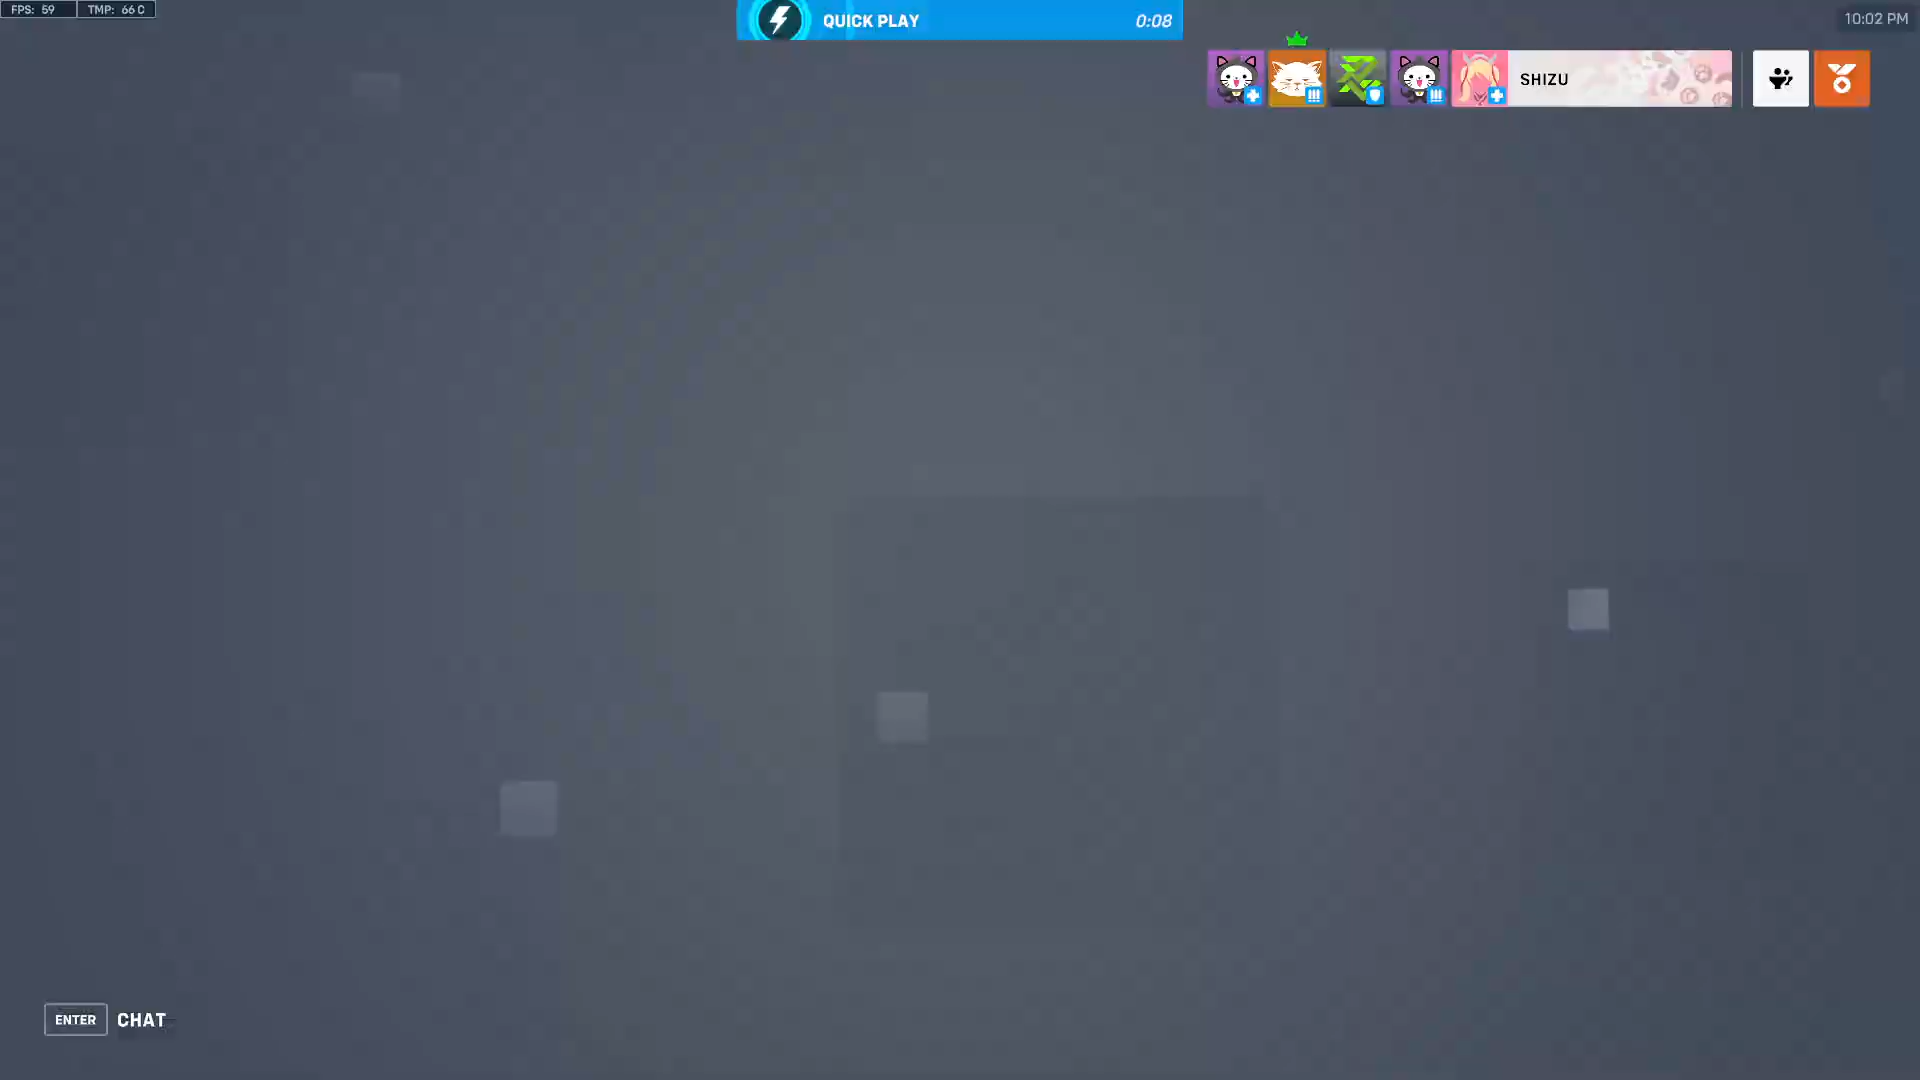 FPS: 59 TMP: 66 C
QUICK PLAY 0:08
10:02 PM
SHIZU
ENTER CHAT